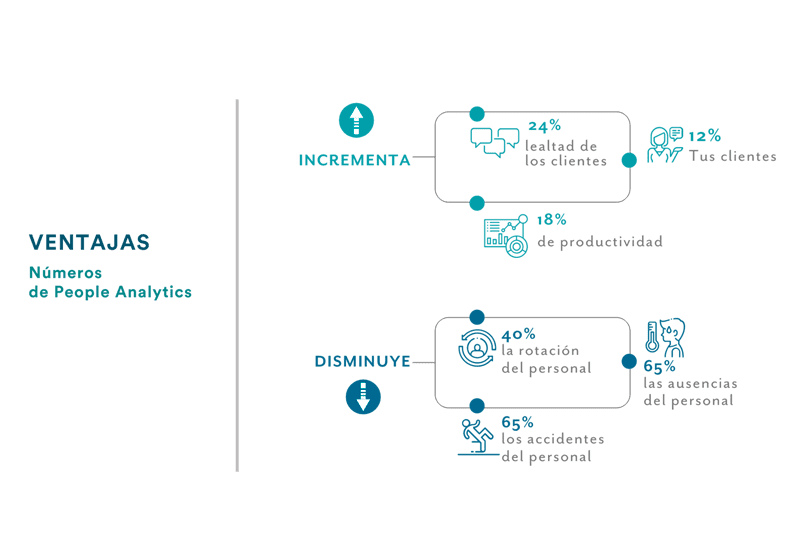 VENTAJAS
Números
de People Analytics
INCREMENTA
24%
lealtad de
los clientes
12%
Tus clientes
18%
de productividad
DISMINUYE
40%
la rotación
del personal
65%
las ausencias
del personal
65%
los accidentes
del personal